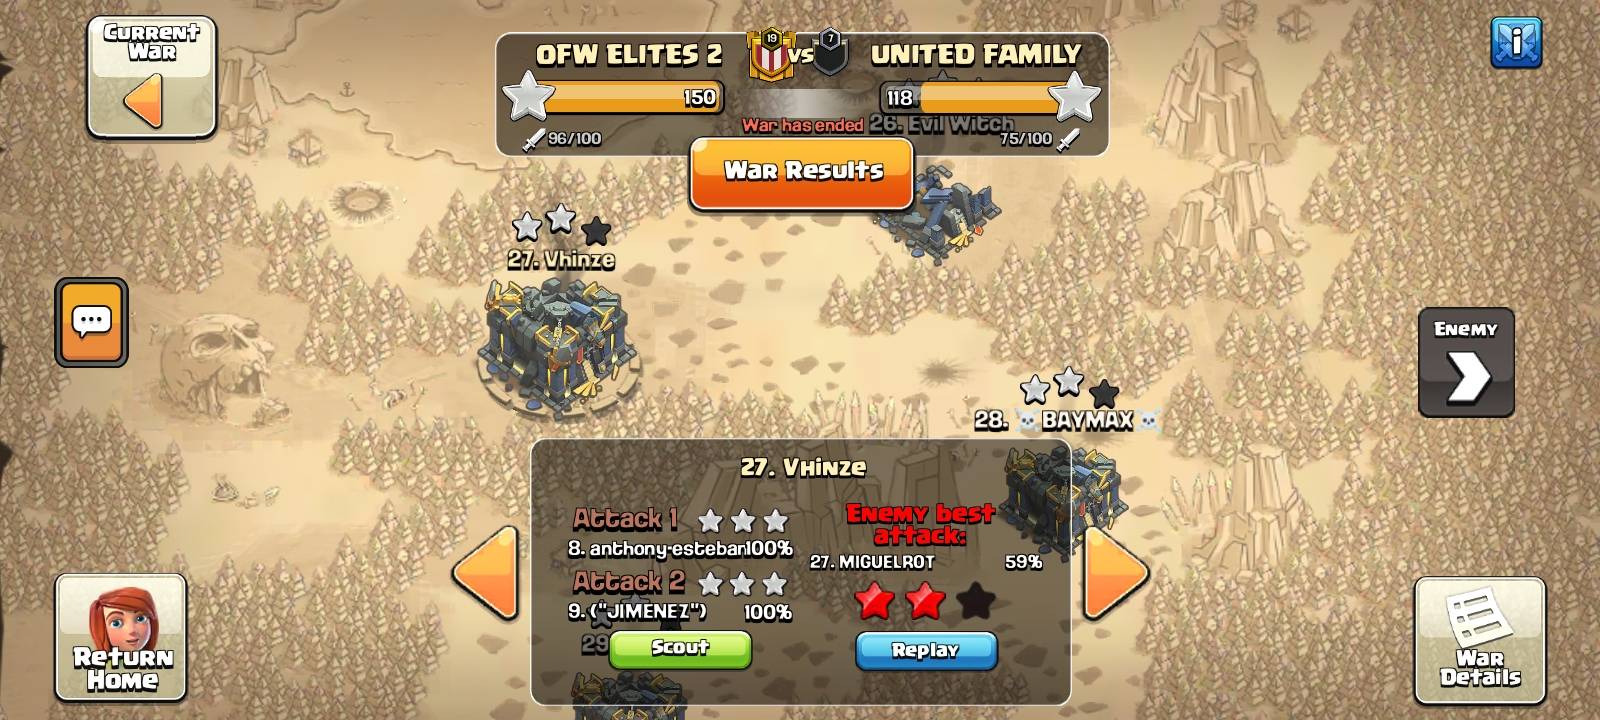 Current
War
OFW ELITES 2
19
vs
7
UNITED FAMILY
150
118
War has ended
26. Evil Witch
96/100
75/100
War Results
27. Vhinze
Enemy
28. ☠️BAYMAX☠️
27. Vhinze
Attack 1
8. anthony-esteban100%
Attack 2
9. ("JIMENEZ") 100%
Enemy best
attack:
27. MIGUELROT 59%
29
Scout
Replay
Return
Home
War
Details